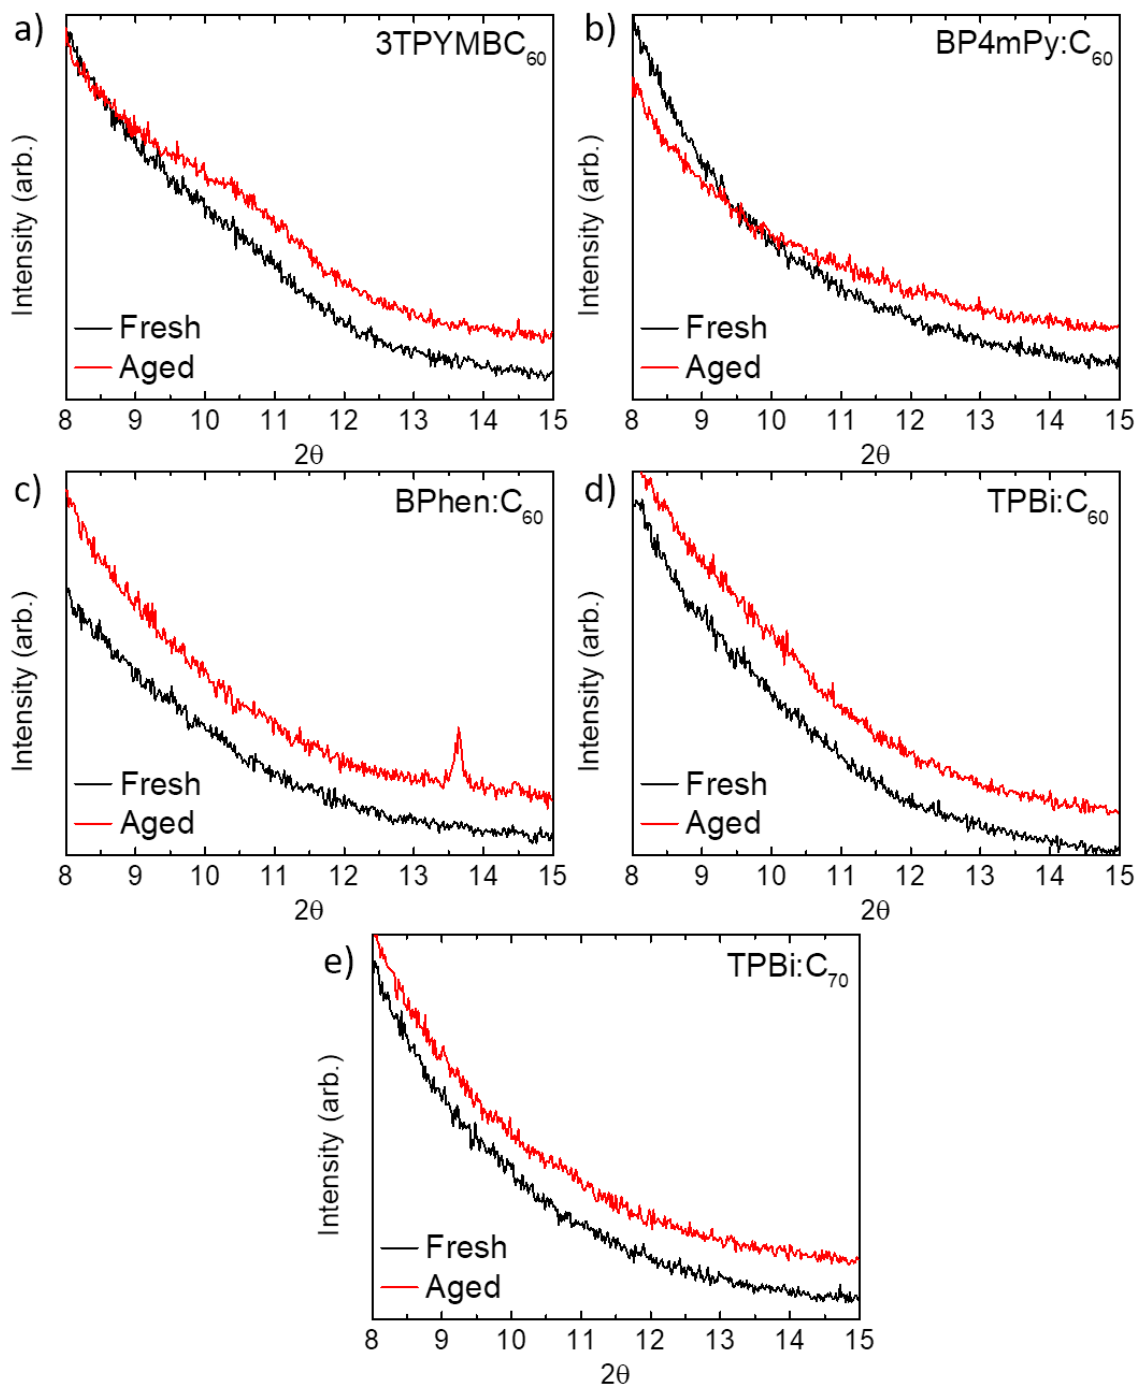 a)
3TPYMBC60
Intensity (arb.)
Fresh
Aged
8 9 10 11 12 13 14 15
2θ
b)
BP4mPy:C60
Intensity (arb.)
Fresh
Aged
8 9 10 11 12 13 14 15
2θ
c)
BPhen:C60
Intensity (arb.)
Fresh
Aged
8 9 10 11 12 13 14 15
2θ
d)
TPBi:C60
Intensity (arb.)
Fresh
Aged
8 9 10 11 12 13 14 15
2θ
e)
TPBi:C70
Intensity (arb.)
Fresh
Aged
8 9 10 11 12 13 14 15
2θ